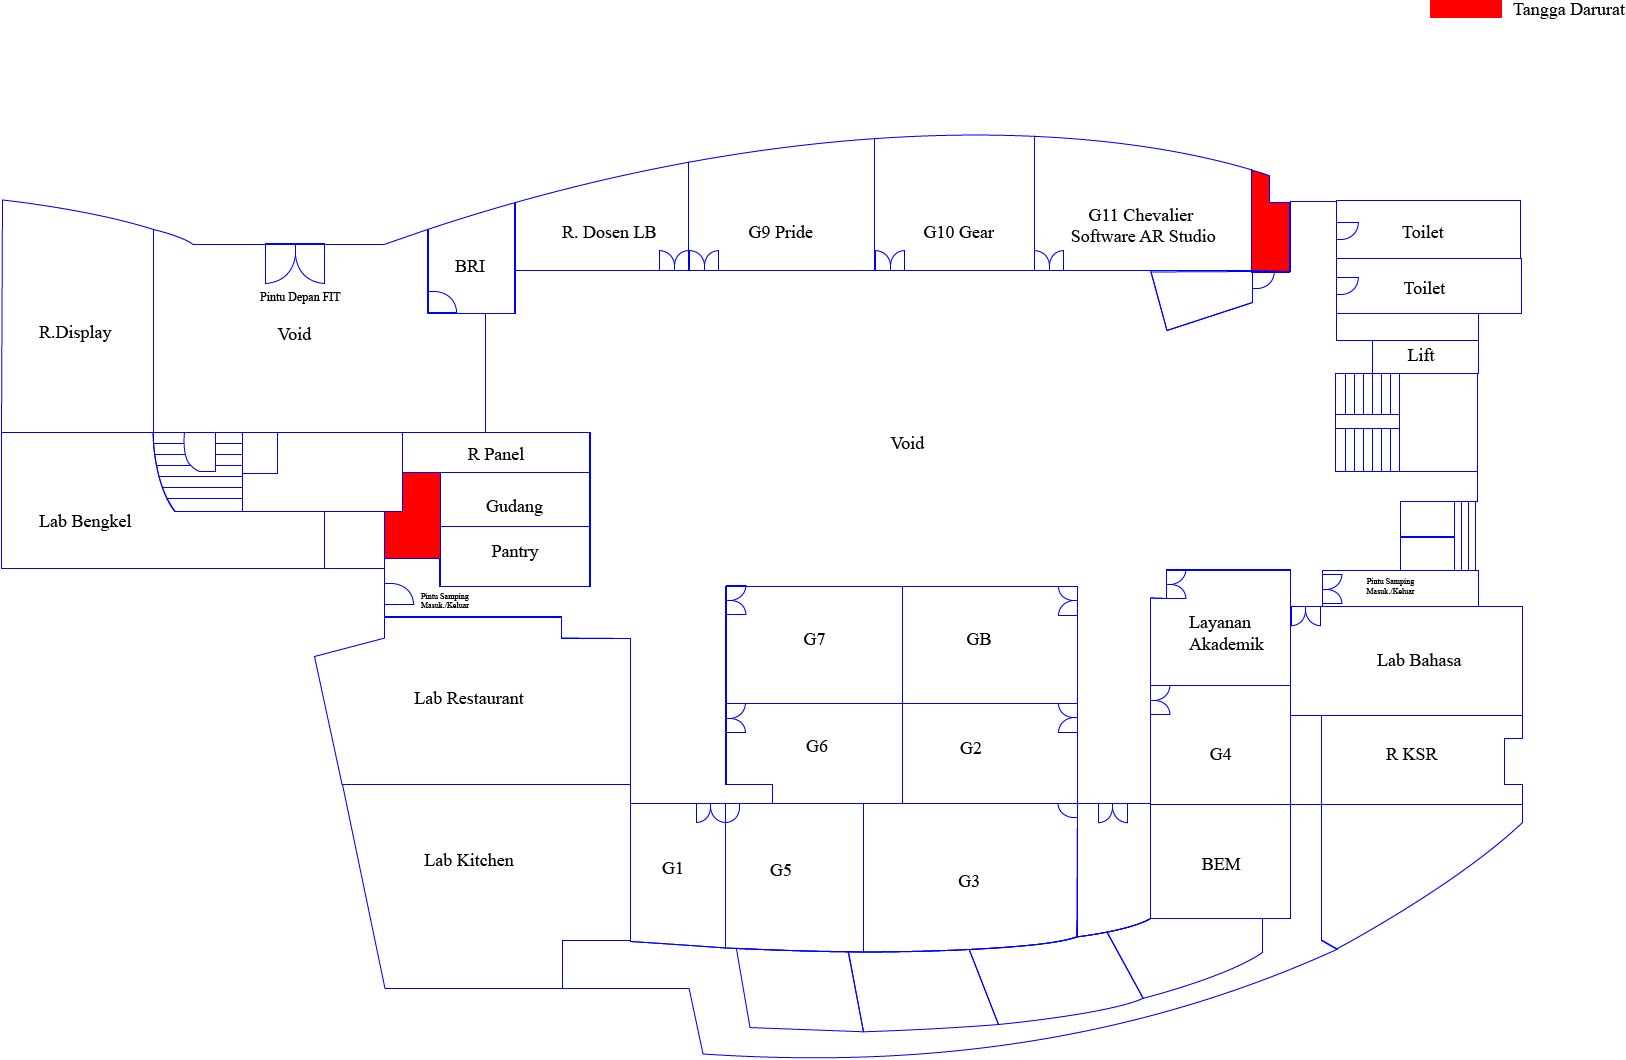 Tangga Darurat
R. Dosen LB
G9 Pride
G10 Gear
G11 Chevalier
Software AR Studio
Toilet
Toilet
BRI
Pintu Depan FIT
Void
R.Display
Lift
Void
R Panel
Gudang
Pantry
Lab Bengkel
Pintu Samping
Masuk./Keluar
Pintu Samping
Masuk./Keluar
G7
GB
Layanan
Akademik
Lab Bahasa
Lab Restaurant
G6
G2
G4
R KSR
Lab Kitchen
G1
G5
G3
BEM